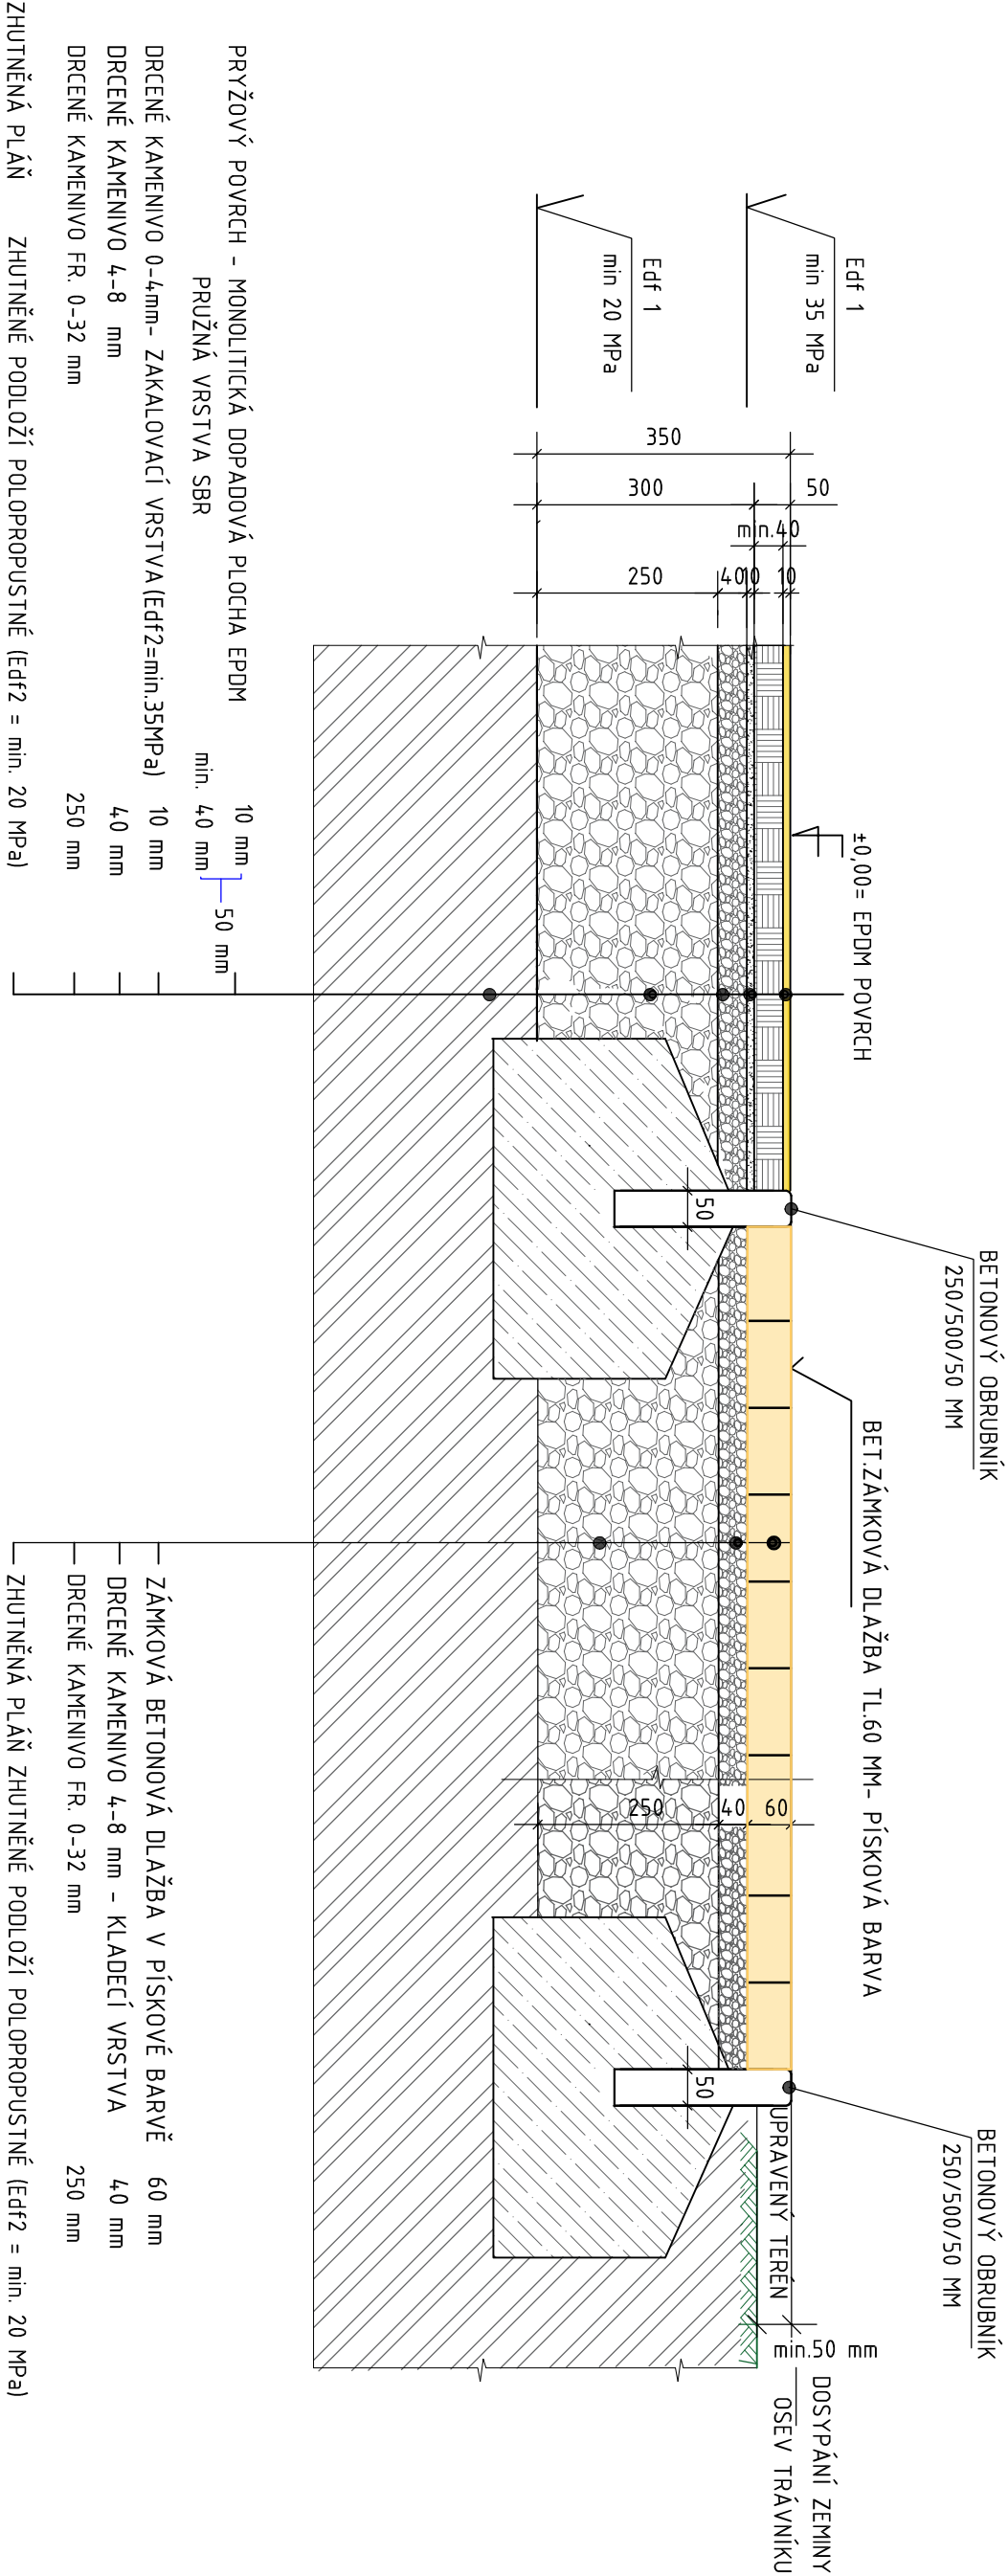 BETONOVÝ OBRUBNÍK
250/500/50 MM
BETONOVÝ OBRUBNÍK
250/500/50 MM
Edf 1
min 35 MPa
±0,00= EPDM POVRCH
BET.ZÁMKOVÁ DLAŽBA TL.60 MM- PÍSKOVÁ BARVA
DOSYPÁNÍ ZEMINY
OSEV TRÁVNÍKU
min.50 mm
UPRAVENÝ TERÉN
Edf 1
min 20 MPa
350
300
50
min.40
250
40
10
10
50
250
40
60
50
PRYŽOVÝ POVRCH - MONOLITICKÁ DOPADOVÁ PLOCHA EPDM 10 mm
PRUŽNÁ VRSTVA SBR min. 40 mm
50 mm
DRCENÉ KAMENIVO 0-4mm- ZAKALOVACÍ VRSTVA(Edf2=min.35MPa) 10 mm
DRCENÉ KAMENIVO 4-8 mm 40 mm
DRCENÉ KAMENIVO FR. 0-32 mm 250 mm
ZHUTNĚNÁ PLÁŇ ZHUTNĚNÉ PODLOŽÍ POLOPROPUSTNÉ (Edf2 = min. 20 MPa)
ZÁMKOVÁ BETONOVÁ DLAŽBA V PÍSKOVÉ BARVĚ 60 mm
DRCENÉ KAMENIVO 4-8 mm - KLADECÍ VRSTVA 40 mm
DRCENÉ KAMENIVO FR. 0-32 mm 250 mm
ZHUTNĚNÁ PLÁŇ ZHUTNĚNÉ PODLOŽÍ POLOPROPUSTNÉ (Edf2 = min. 20 MPa)